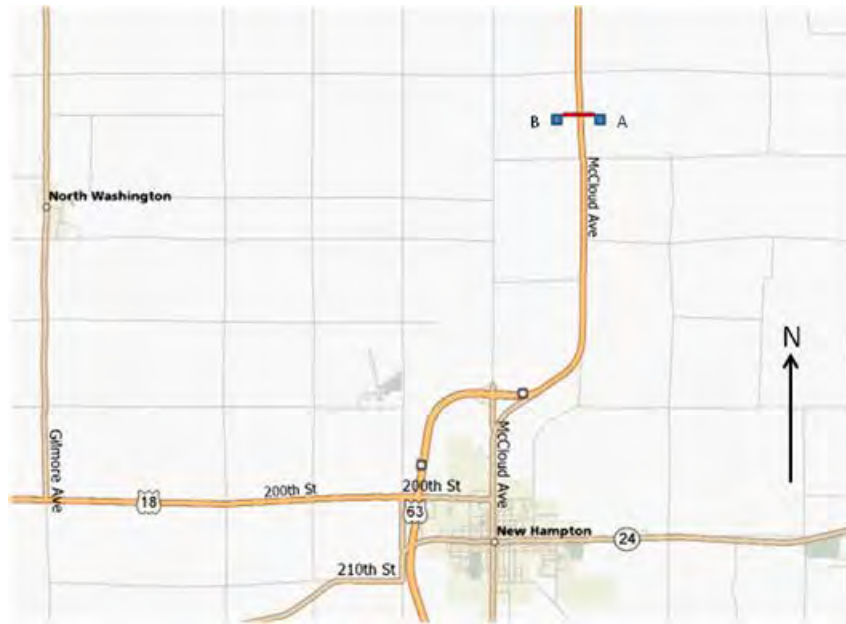 B
A
McCloud Ave
North Washington
N
Gilmore Ave
McCloud Ave
18
200th St
200th St
63
New Hampton
24
210th St